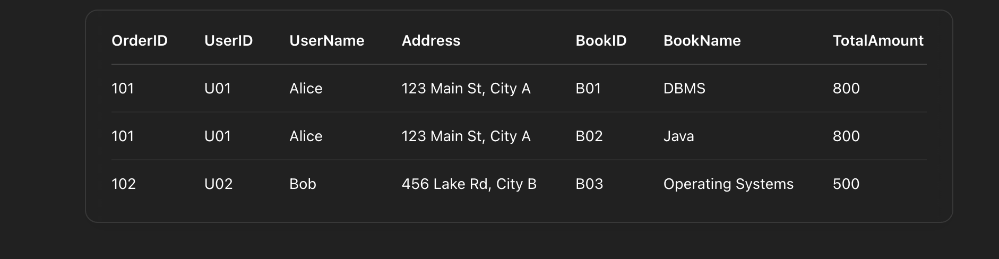 OrderID UserID UserName Address BookID BookName TotalAmount
101 U01 Alice 123 Main St, City A B01 DBMS 800
101 U01 Alice 123 Main St, City A B02 Java 800
102 U02 Bob 456 Lake Rd, City B B03 Operating Systems 500